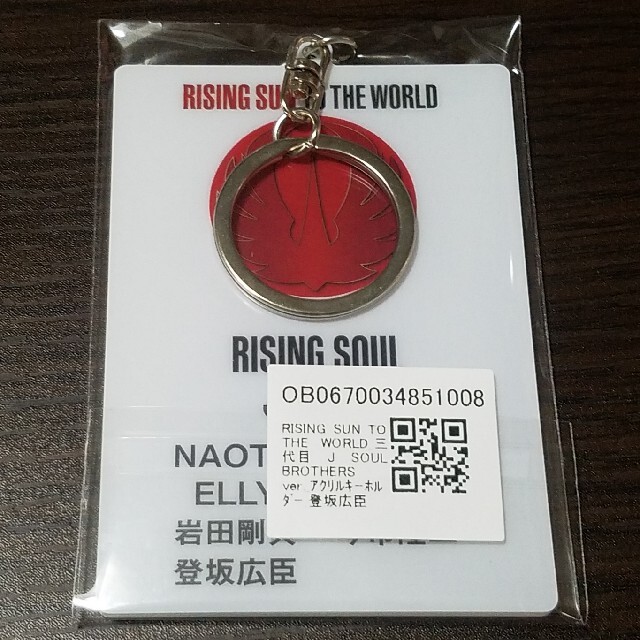 RISING SUN TO THE WORLD
RISING SOUL
OB0670034851008
RISING SUN TO
THE WORLD 三
代目 J SOUL
BROTHERS
ver.アクリルキーホル
ダー 登坂広臣
NAOT
ELLY
岩田剛
登坂広臣